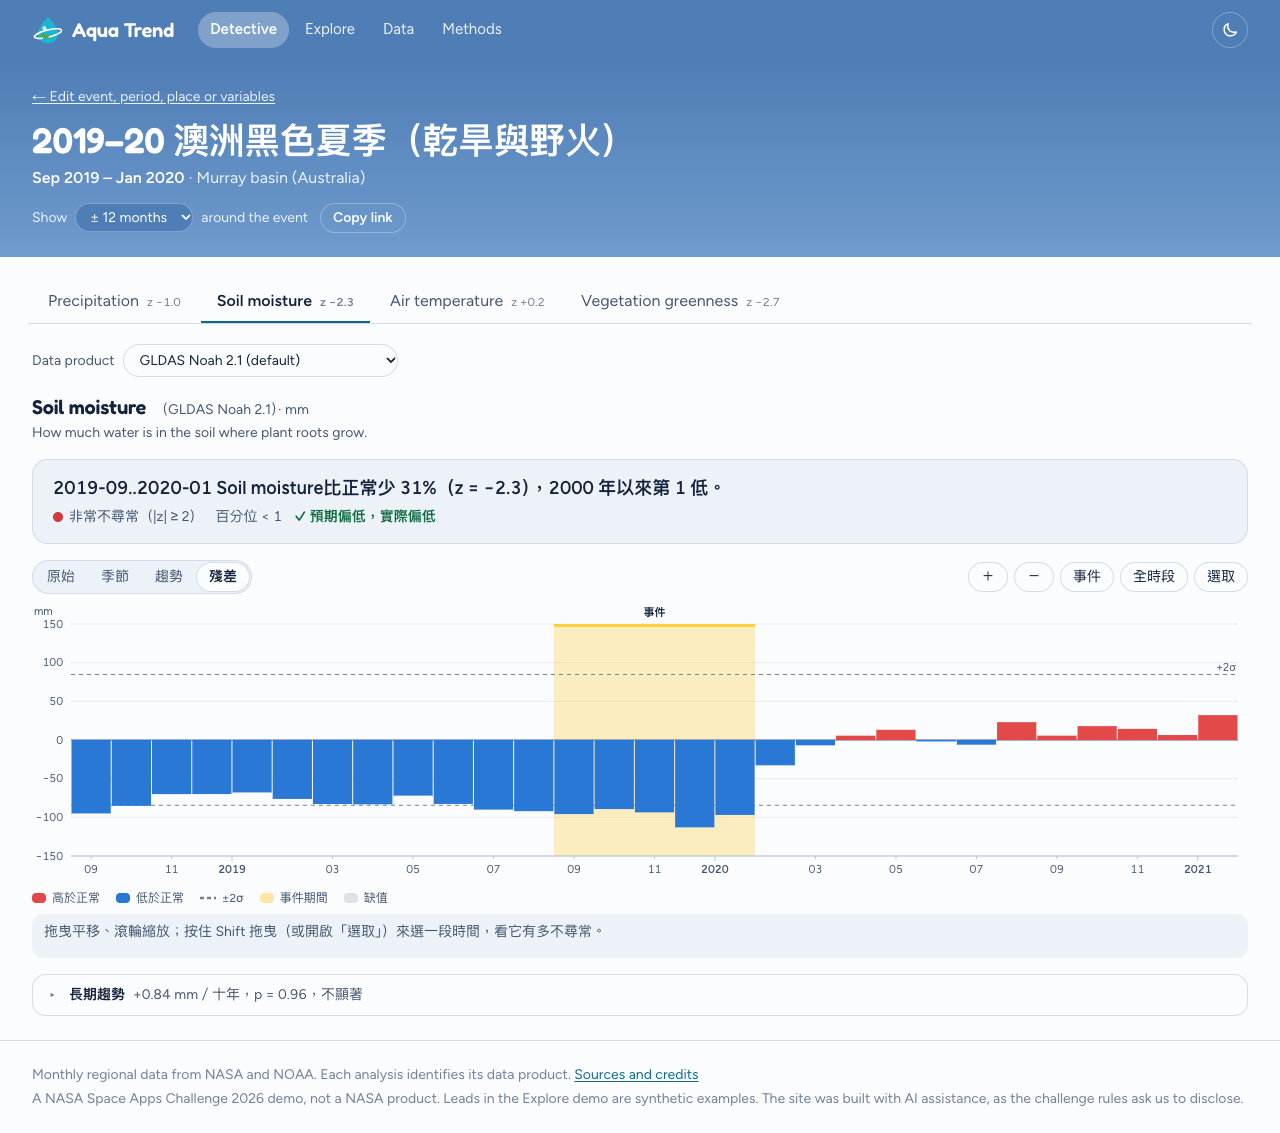 Aqua Trend Detective Explore Data Methods
← Edit event, period, place or variables
2019–20 澳洲黑色夏季（乾旱與野火）
Sep 2019 – Jan 2020 · Murray basin (Australia)
Show ± 12 months around the event Copy link
Precipitation z −1.0 Soil moisture z −2.3 Air temperature z +0.2 Vegetation greenness z −2.7
Data product GLDAS Noah 2.1 (default)
Soil moisture (GLDAS Noah 2.1) · mm
How much water is in the soil where plant roots grow.
2019-09..2020-01 Soil moisture比正常少 31%（z = −2.3），2000 年以來第 1 低。
非常不尋常（|z| ≥ 2） 百分位 < 1 ✓ 預期偏低，實際偏低
原始 季節 趨勢 殘差 + − 事件 全時段 選取
mm 事件
150
100
+2σ
50
0
−50
−100
−150
09 11 2019 03 05 07 09 11 2020 03 05 07 09 11 2021
高於正常 低於正常 ±2σ 事件期間 缺值
拖曳平移、滾輪縮放；按住 Shift 拖曳（或開啟「選取」）來選一段時間，看它有多不尋常。
▸ 長期趨勢 +0.84 mm / 十年，p = 0.96，不顯著
Monthly regional data from NASA and NOAA. Each analysis identifies its data product. Sources and credits
A NASA Space Apps Challenge 2026 demo, not a NASA product. Leads in the Explore demo are synthetic examples. The site was built with AI assistance, as the challenge rules ask us to disclose.